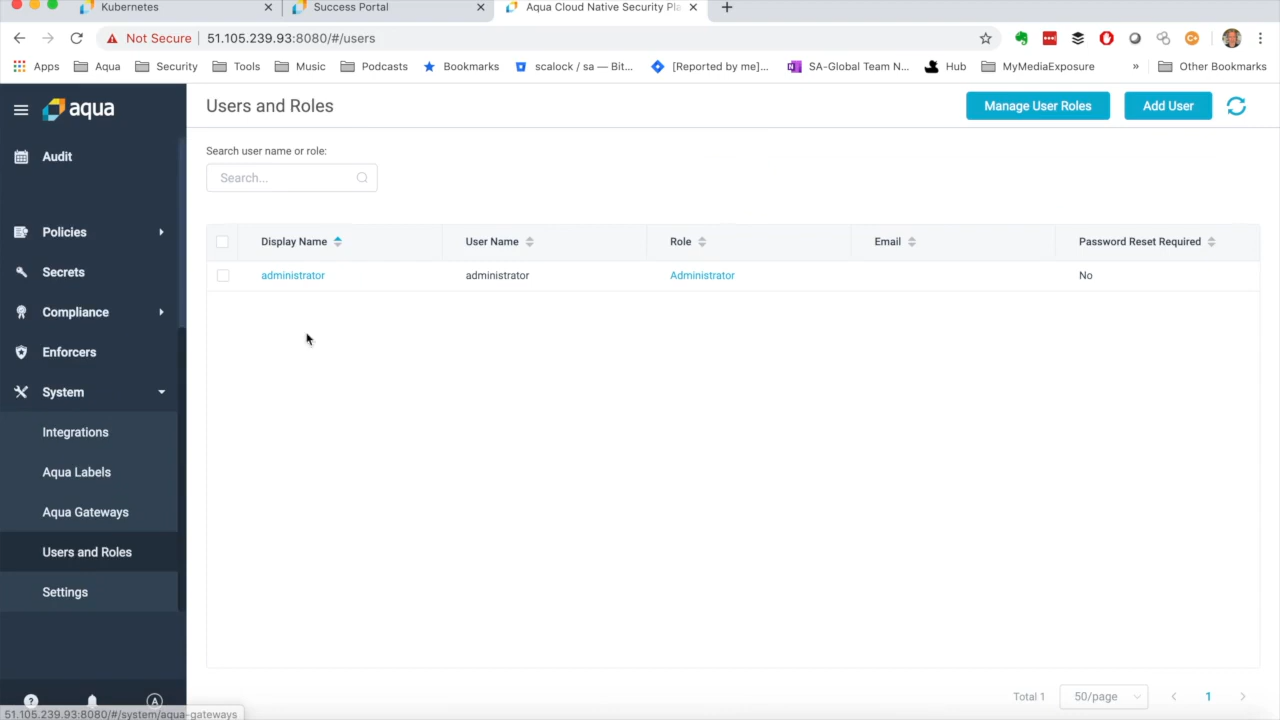 Kubernetes
Success Portal
Aqua Cloud Native Security Pla
Not Secure
51.105.239.93:8080/#/users
Apps
Aqua
Security
Tools
Music
Podcasts
Bookmarks
scalock / sa — Bit...
[Reported by me]...
SA-Global Team N...
Hub
MyMediaExposure
»
Other Bookmarks
aqua
Users and Roles
Manage User Roles
Add User
Audit
Policies
Secrets
Compliance
Enforcers
System
Integrations
Aqua Labels
Aqua Gateways
Users and Roles
Settings
Search user name or role:
Search...
Display Name
User Name
Role
Email
Password Reset Required
administrator
administrator
Administrator
No
Total 1
50/page
1
?
A
51.105.239.93:8080/#/system/aqua-gateways